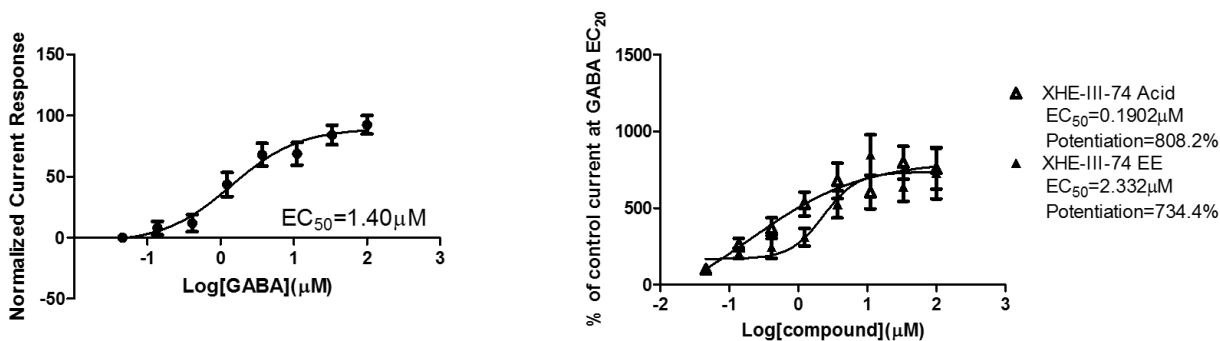 Normalized Current Response
150
100
50
0
-50
-1
0
1
2
3
Log[GABA](μM)
EC50=1.40μM
% of control current at GABA EC20
1500
1000
500
0
-2
-1
0
1
2
3
Log[compound](μM)
XHE-III-74 Acid
EC50=0.1902μM
Potentiation=808.2%
XHE-III-74 EE
EC50=2.332μM
Potentiation=734.4%